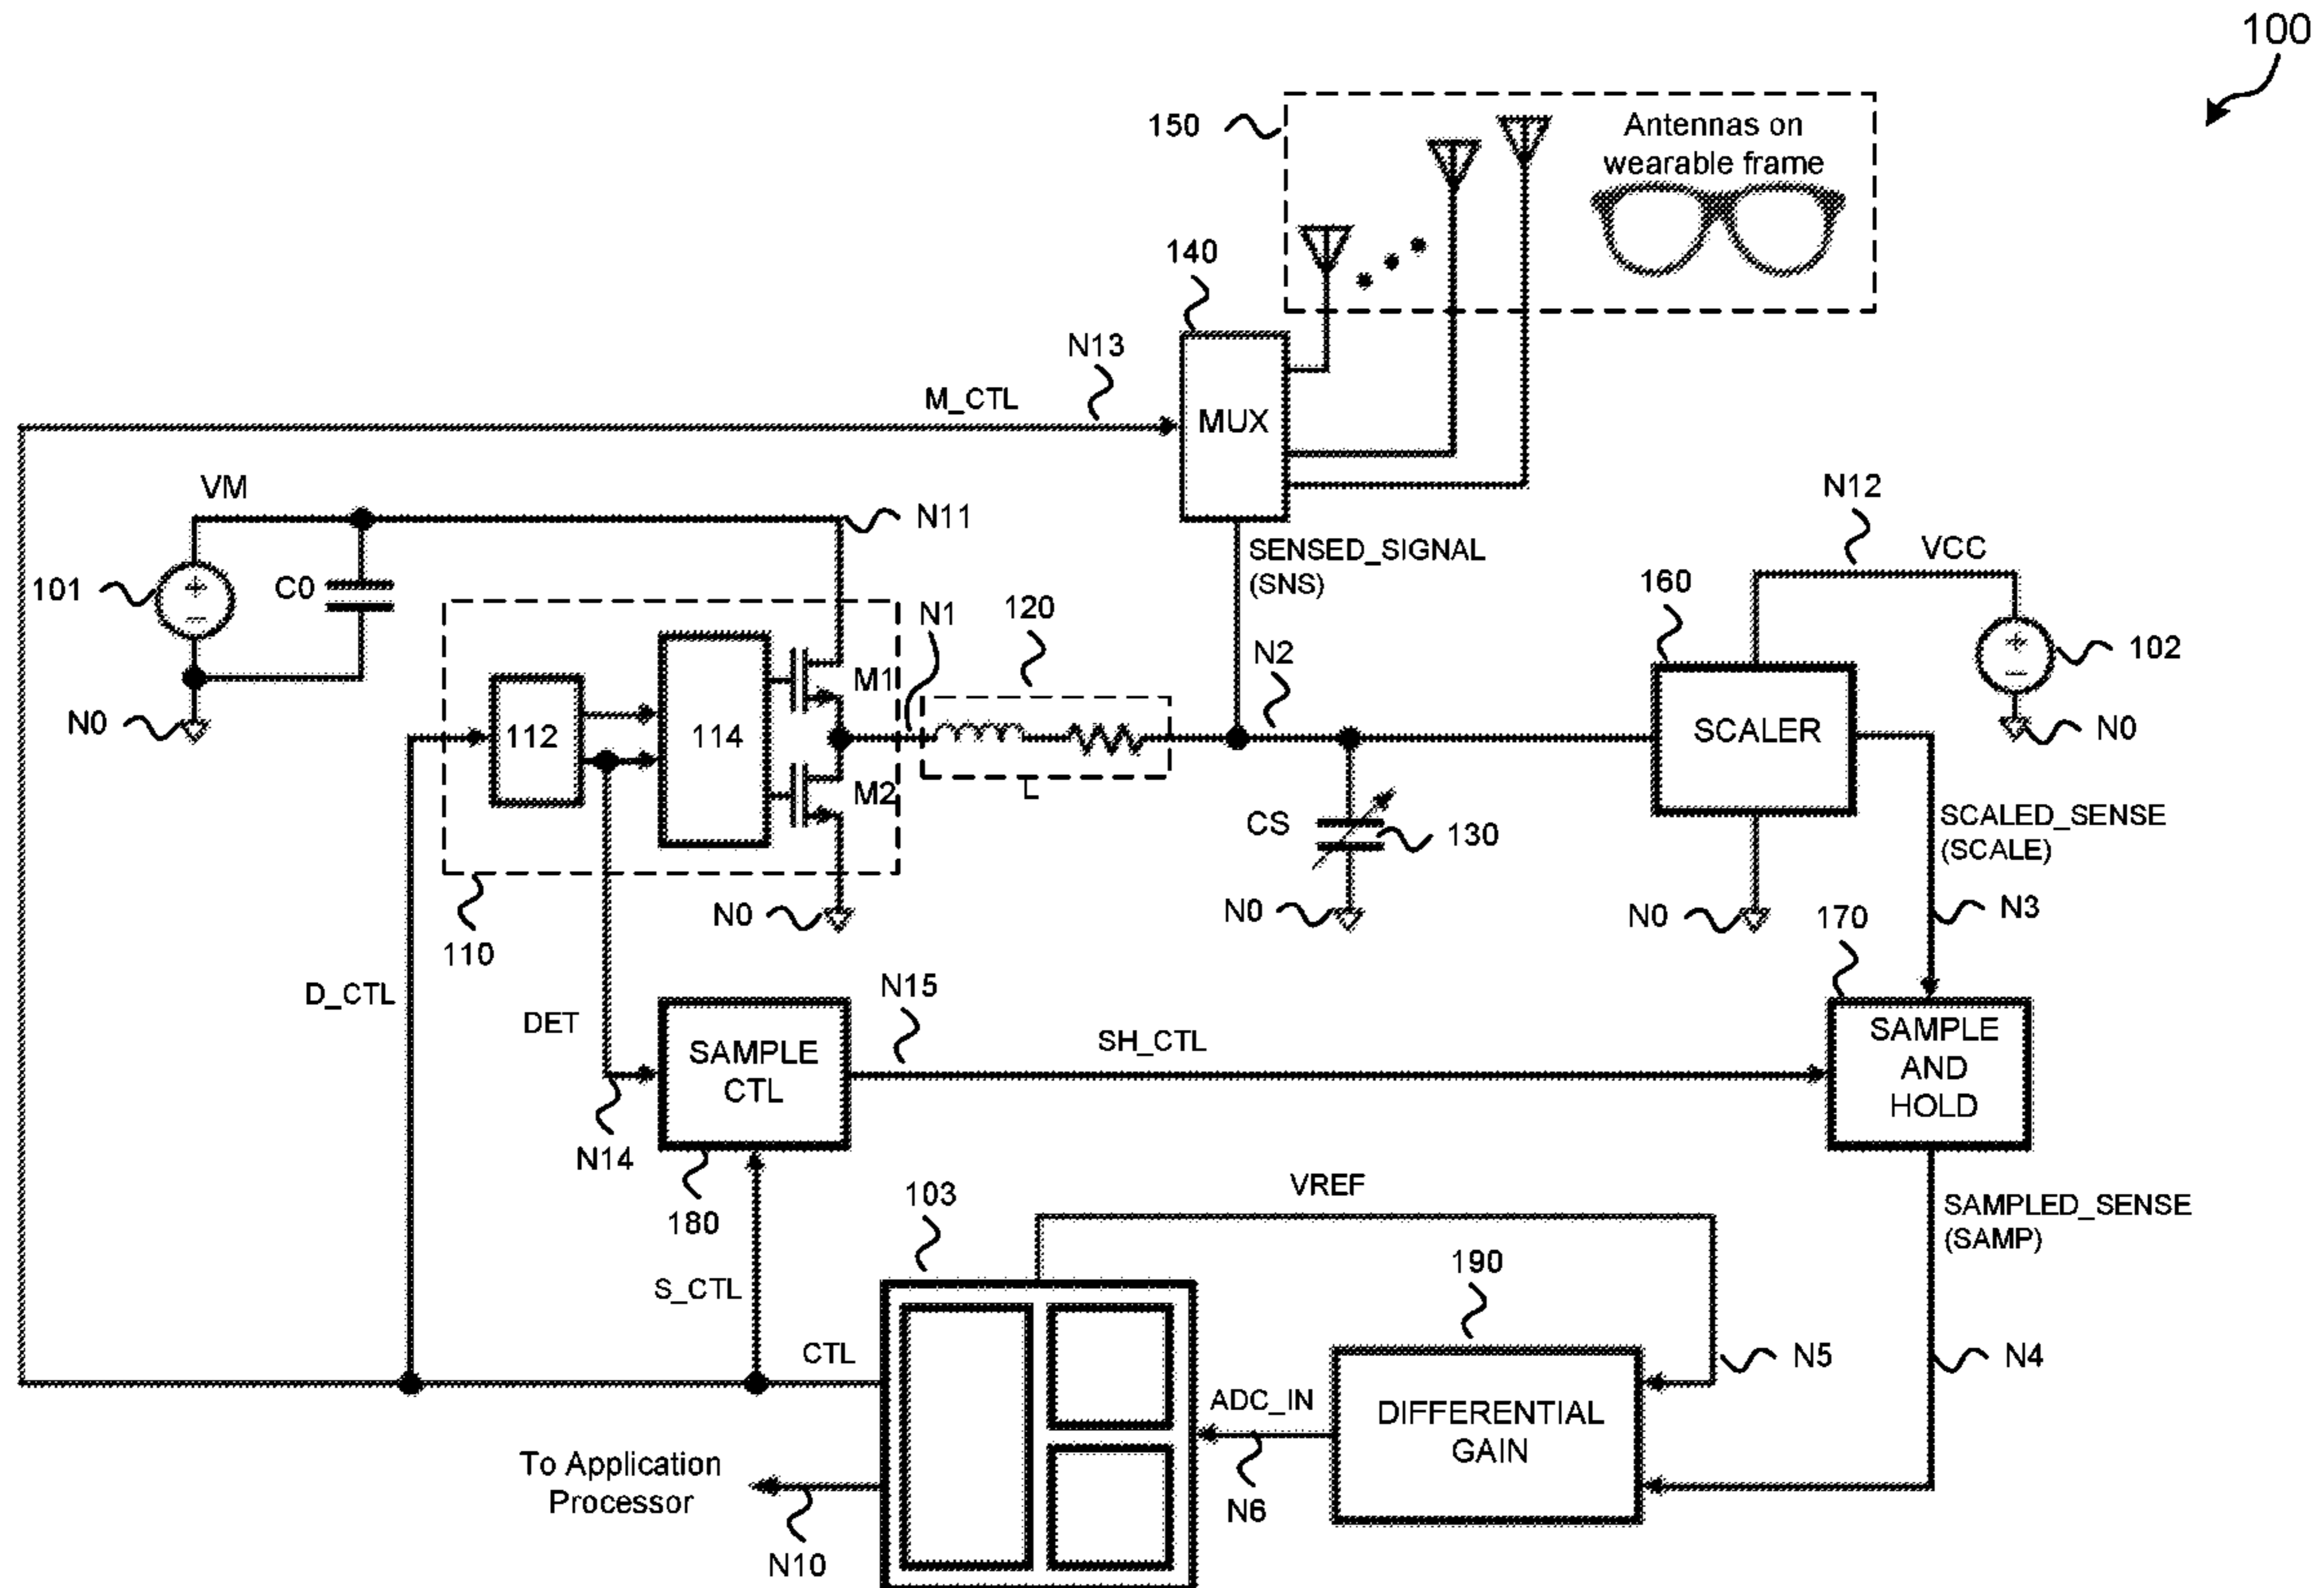 100
150
Antennas on
wearable frame
140
N13
M_CTL
MUX
VM
N11
N12
VCC
SENSED_SIGNAL
(SNS)
101
+
−
C0
160
120
N1
N2
102
+
−
M1
N0
112
114
SCALER
N0
M2
L
CS
130
SCALED_SENSE
(SCALE)
N0
N0
N0
N3
170
110
D_CTL
N15
DET
SAMPLE
CTL
SH_CTL
SAMPLE
AND
HOLD
N14
180
103
VREF
SAMPLED_SENSE
(SAMP)
S_CTL
190
CTL
N5
N4
ADC_IN
DIFFERENTIAL
GAIN
To Application
Processor
N6
N10